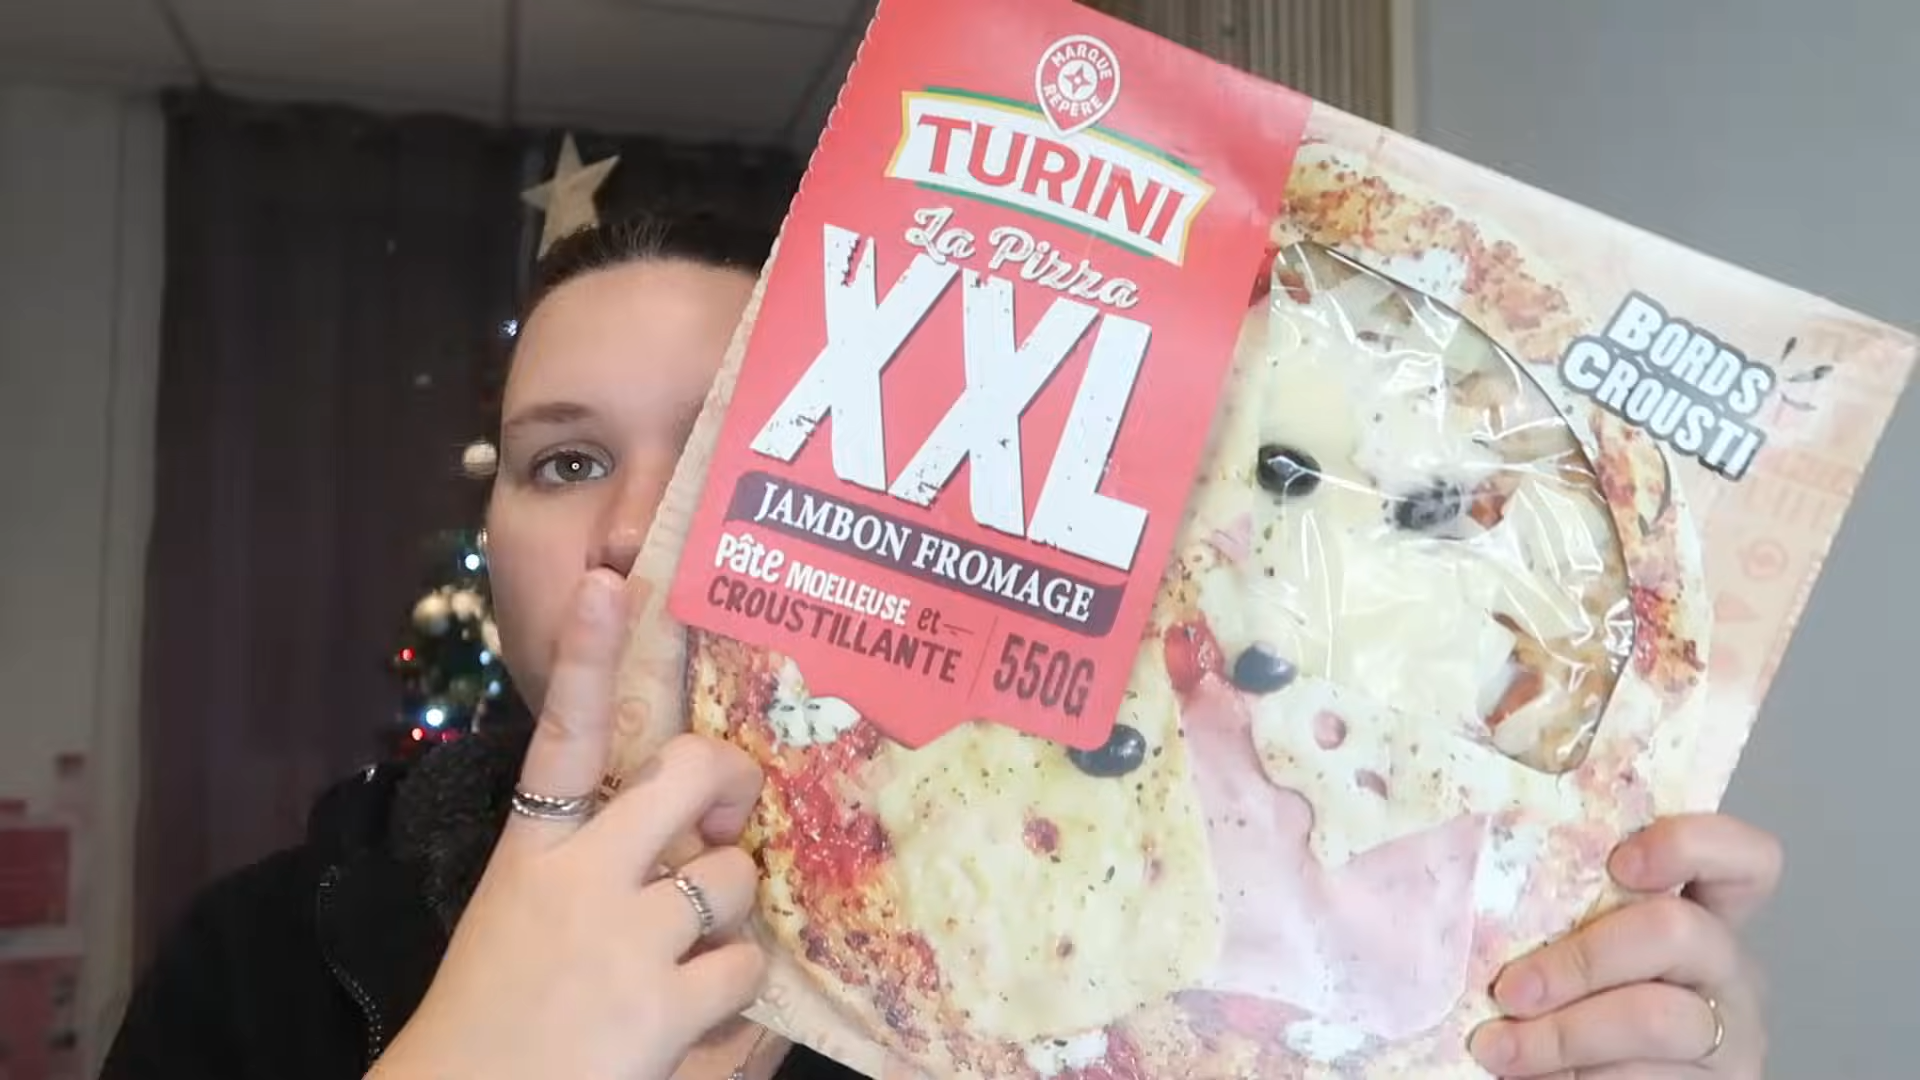 MARQUE
REPÈRE
TURINI
La Pizza
XXL
JAMBON FROMAGE
Pâte MOELLEUSE et
CROUSTILLANTE
550G
BORDS
CROUSTI